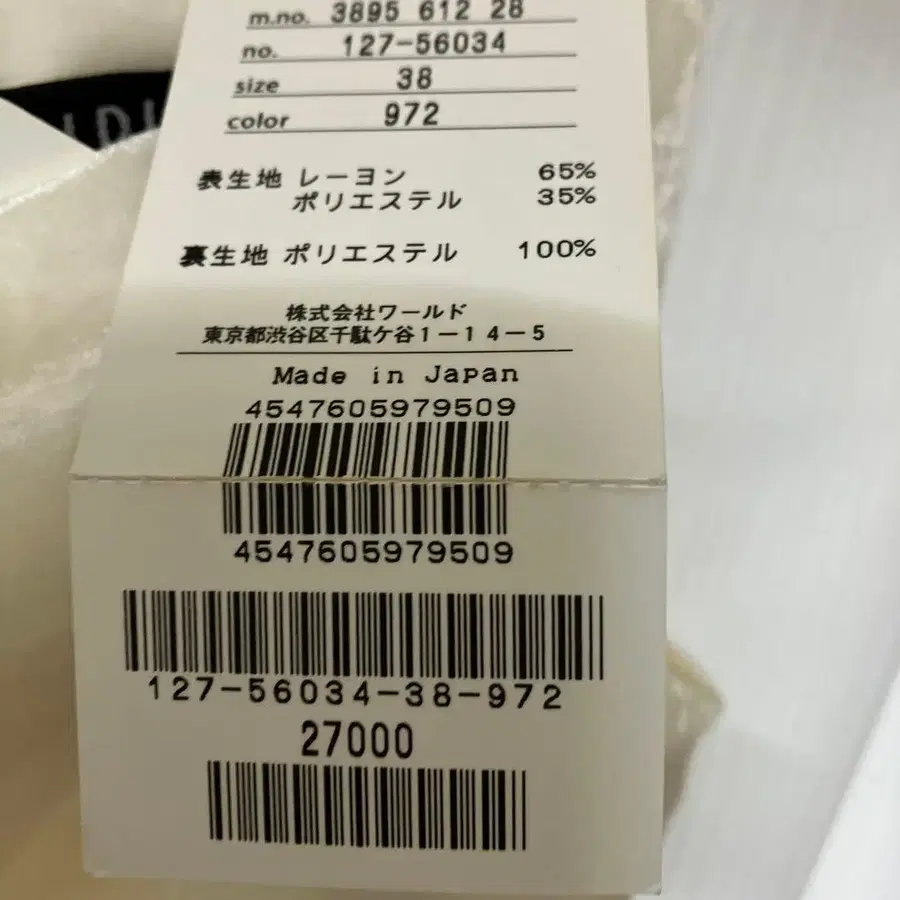 m.no. 3895 612 28
no. 127-56034
size 38
color 972
表生地 レーヨン 65%
ポリエステル 35%
裏生地 ポリエステル 100%
株式会社ワールド
東京都渋谷区千駄ケ谷1-14-5
Made in Japan
4547605979509
4547605979509
127-56034-38-972
27000